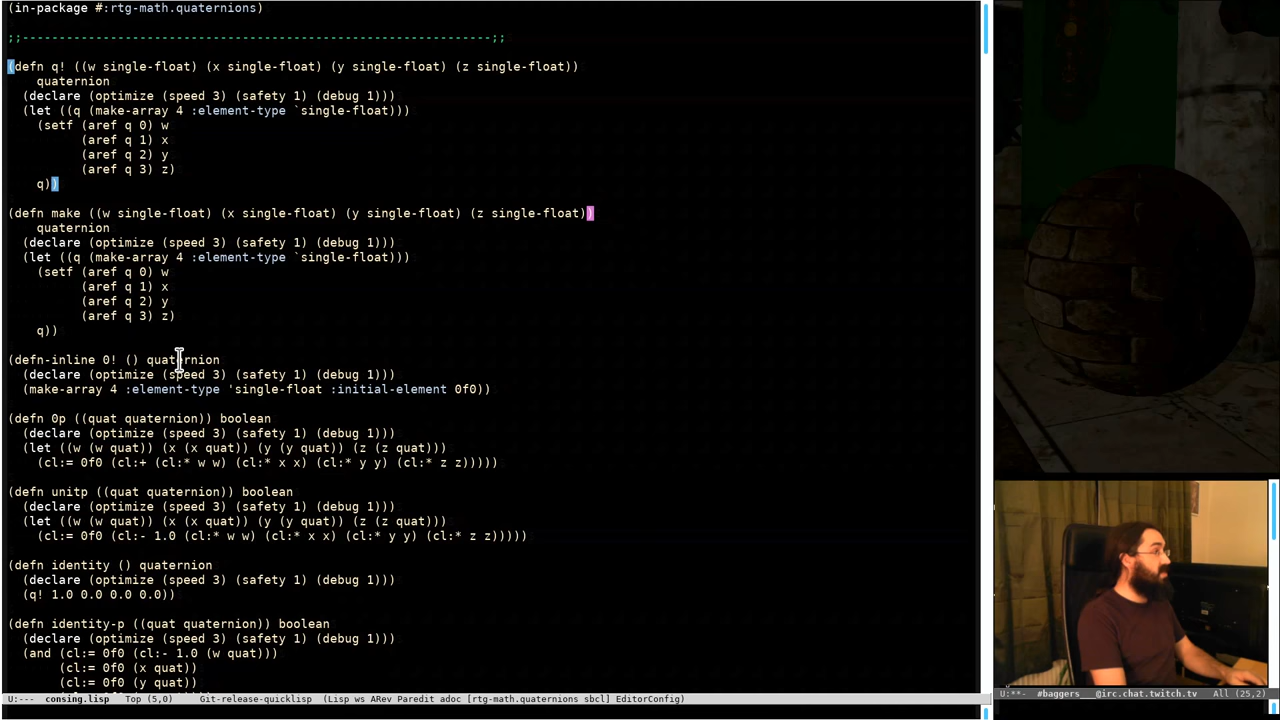 (in-package #:rtg-math.quaternions)
;;----------------------------------------------------------------;;
(defn q! ((w single-float) (x single-float) (y single-float) (z single-float))
    quaternion
  (declare (optimize (speed 3) (safety 1) (debug 1)))
  (let ((q (make-array 4 :element-type `single-float)))
    (setf (aref q 0) w
          (aref q 1) x
          (aref q 2) y
          (aref q 3) z)
    q))
(defn make ((w single-float) (x single-float) (y single-float) (z single-float))
    quaternion
  (declare (optimize (speed 3) (safety 1) (debug 1)))
  (let ((q (make-array 4 :element-type `single-float)))
    (setf (aref q 0) w
          (aref q 1) x
          (aref q 2) y
          (aref q 3) z)
    q))
(defn-inline 0! () quaternion
  (declare (optimize (speed 3) (safety 1) (debug 1)))
  (make-array 4 :element-type 'single-float :initial-element 0f0))
(defn 0p ((quat quaternion)) boolean
  (declare (optimize (speed 3) (safety 1) (debug 1)))
  (let ((w (w quat)) (x (x quat)) (y (y quat)) (z (z quat)))
    (cl:= 0f0 (cl:+ (cl:* w w) (cl:* x x) (cl:* y y) (cl:* z z)))))
(defn unitp ((quat quaternion)) boolean
  (declare (optimize (speed 3) (safety 1) (debug 1)))
  (let ((w (w quat)) (x (x quat)) (y (y quat)) (z (z quat)))
    (cl:= 0f0 (cl:- 1.0 (cl:* w w) (cl:* x x) (cl:* y y) (cl:* z z)))))
(defn identity () quaternion
  (declare (optimize (speed 3) (safety 1) (debug 1)))
  (q! 1.0 0.0 0.0 0.0))
(defn identity-p ((quat quaternion)) boolean
  (declare (optimize (speed 3) (safety 1) (debug 1)))
  (and (cl:= 0f0 (cl:- 1.0 (w quat)))
       (cl:= 0f0 (x quat))
       (cl:= 0f0 (y quat))
U:---  consing.lisp   Top (5,0)     Git-release-quicklisp  (Lisp ws ARev Paredit adoc [rtg-math.quaternions sbcl] EditorConfig)
U:**-  #baggers___@irc.chat.twitch.tv   All (25,2)